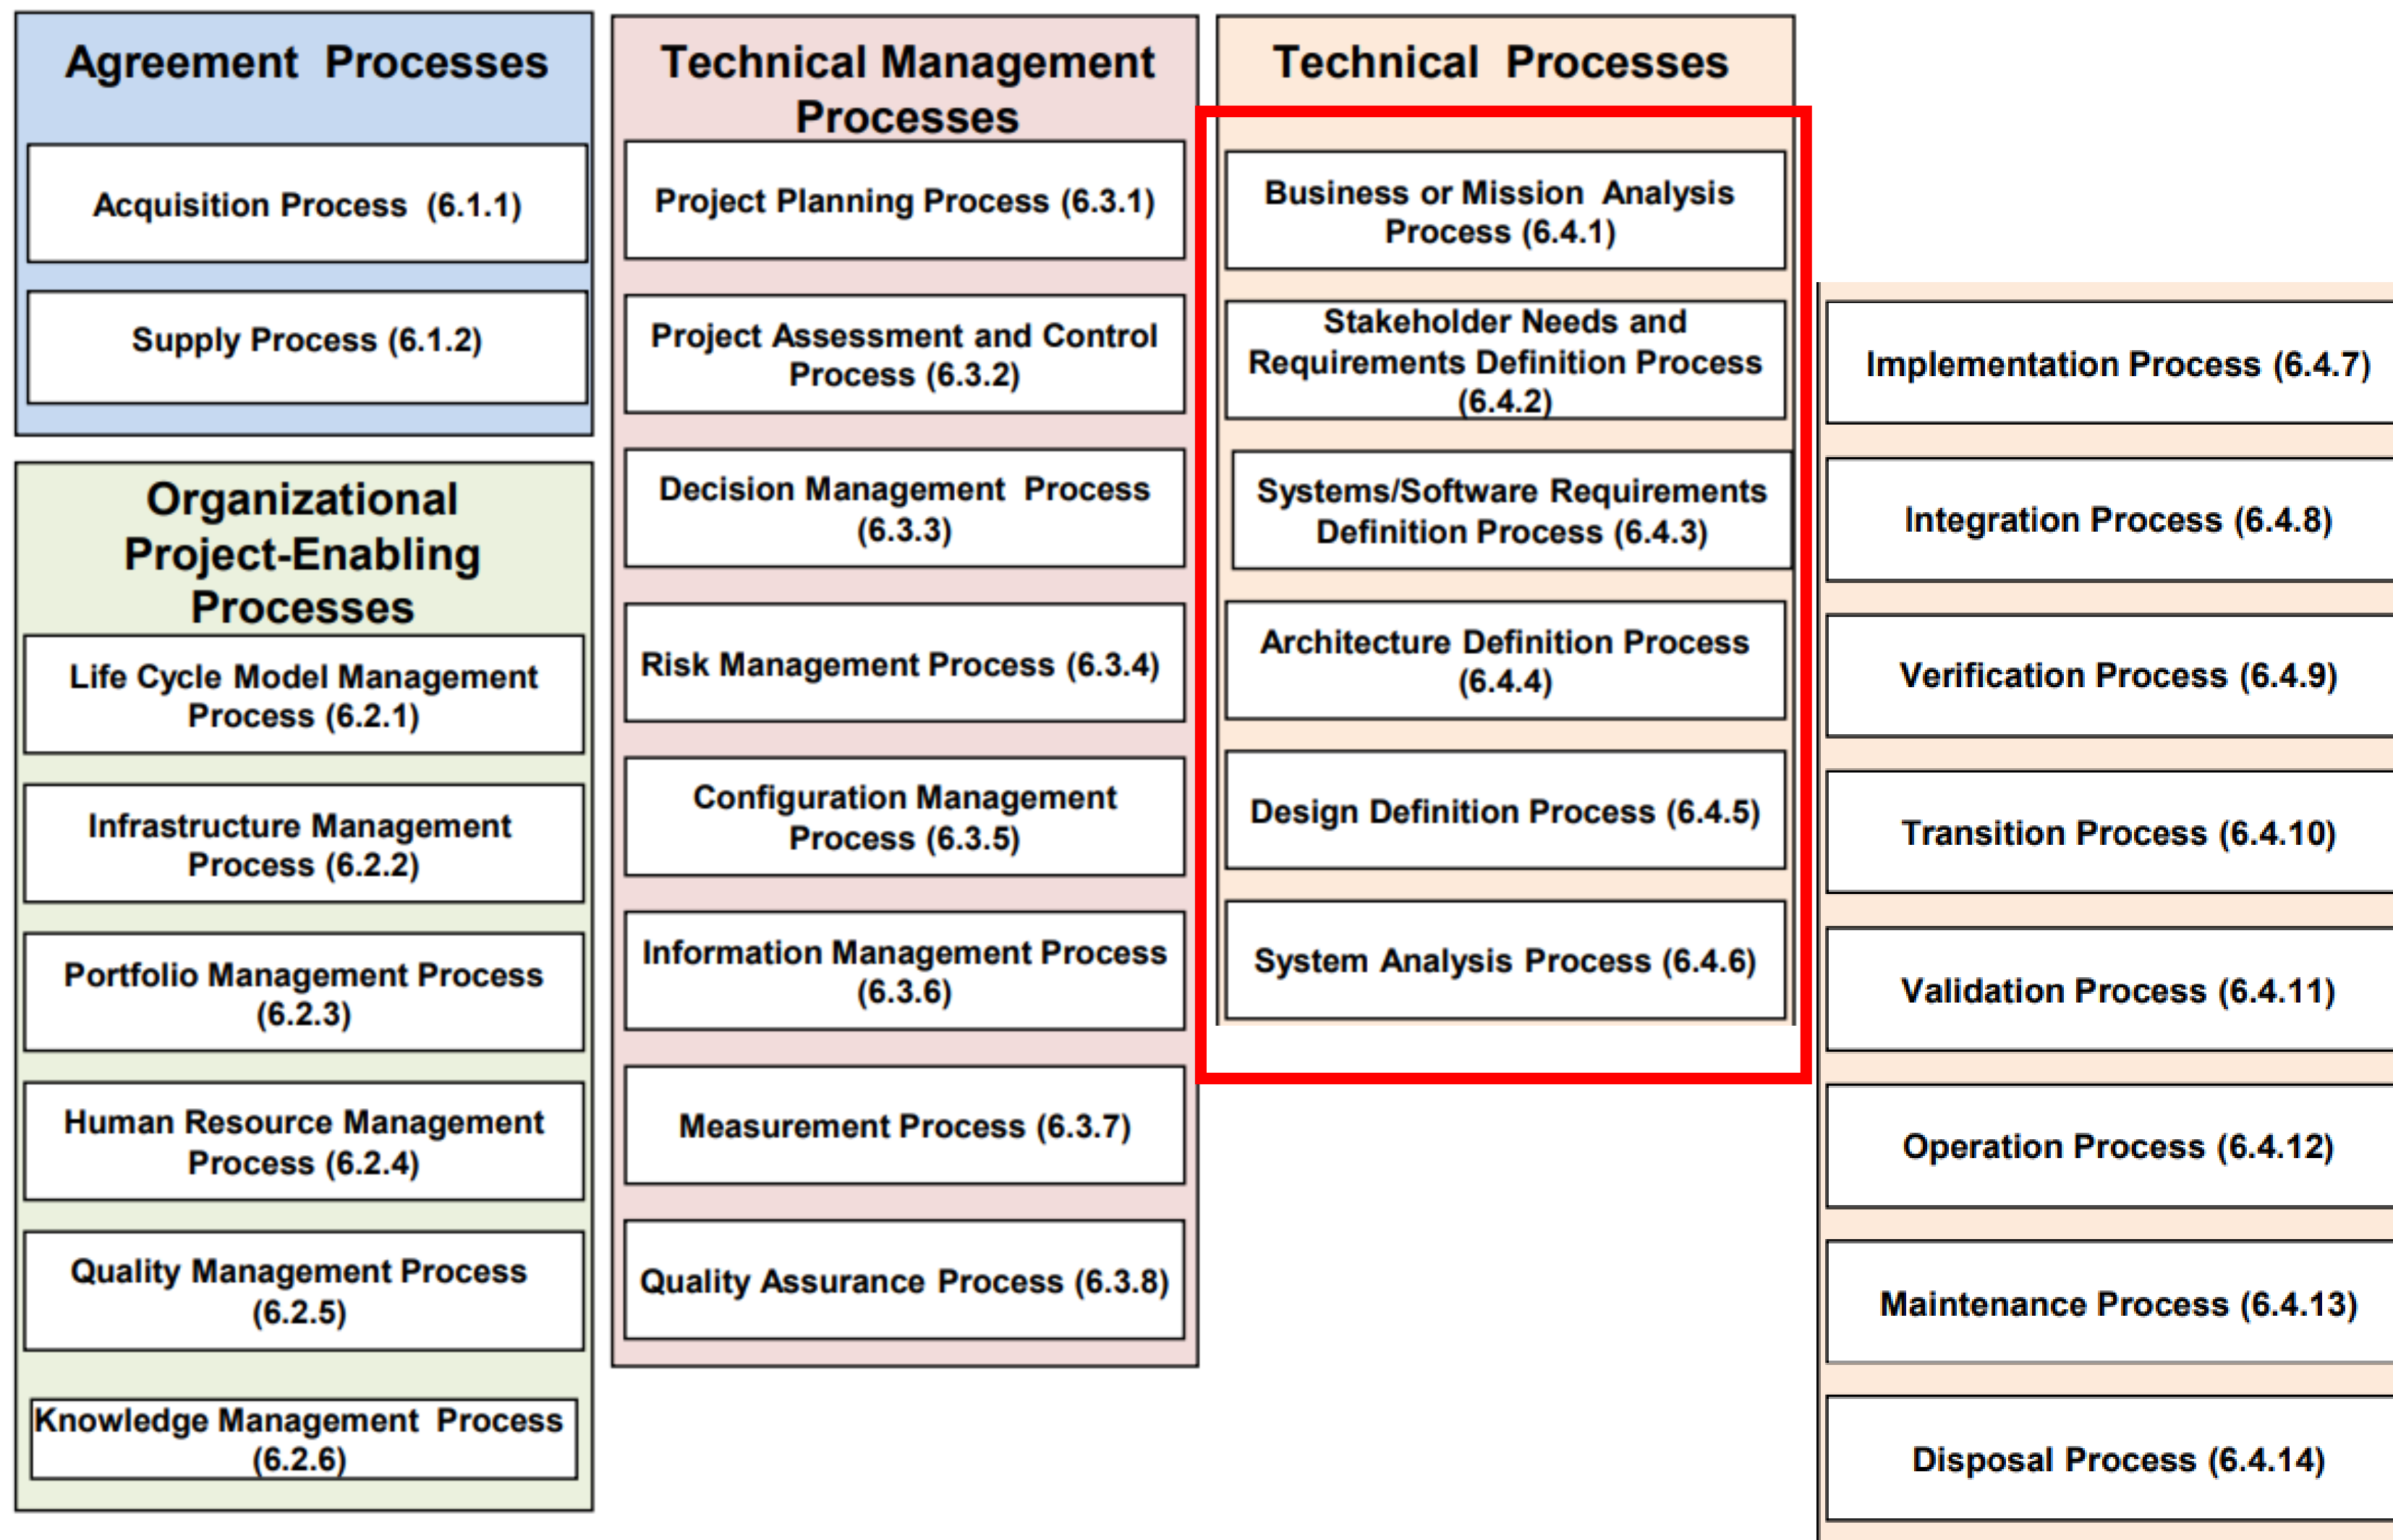 Agreement Processes
Acquisition Process (6.1.1)
Supply Process (6.1.2)
Organizational
Project-Enabling
Processes
Life Cycle Model Management
Process (6.2.1)
Infrastructure Management
Process (6.2.2)
Portfolio Management Process
(6.2.3)
Human Resource Management
Process (6.2.4)
Quality Management Process
(6.2.5)
Knowledge Management Process
(6.2.6)
Technical Management
Processes
Project Planning Process (6.3.1)
Project Assessment and Control
Process (6.3.2)
Decision Management Process
(6.3.3)
Risk Management Process (6.3.4)
Configuration Management
Process (6.3.5)
Information Management Process
(6.3.6)
Measurement Process (6.3.7)
Quality Assurance Process (6.3.8)
Technical Processes
Business or Mission Analysis
Process (6.4.1)
Stakeholder Needs and
Requirements Definition Process
(6.4.2)
Systems/Software Requirements
Definition Process (6.4.3)
Architecture Definition Process
(6.4.4)
Design Definition Process (6.4.5)
System Analysis Process (6.4.6)
Implementation Process (6.4.7)
Integration Process (6.4.8)
Verification Process (6.4.9)
Transition Process (6.4.10)
Validation Process (6.4.11)
Operation Process (6.4.12)
Maintenance Process (6.4.13)
Disposal Process (6.4.14)